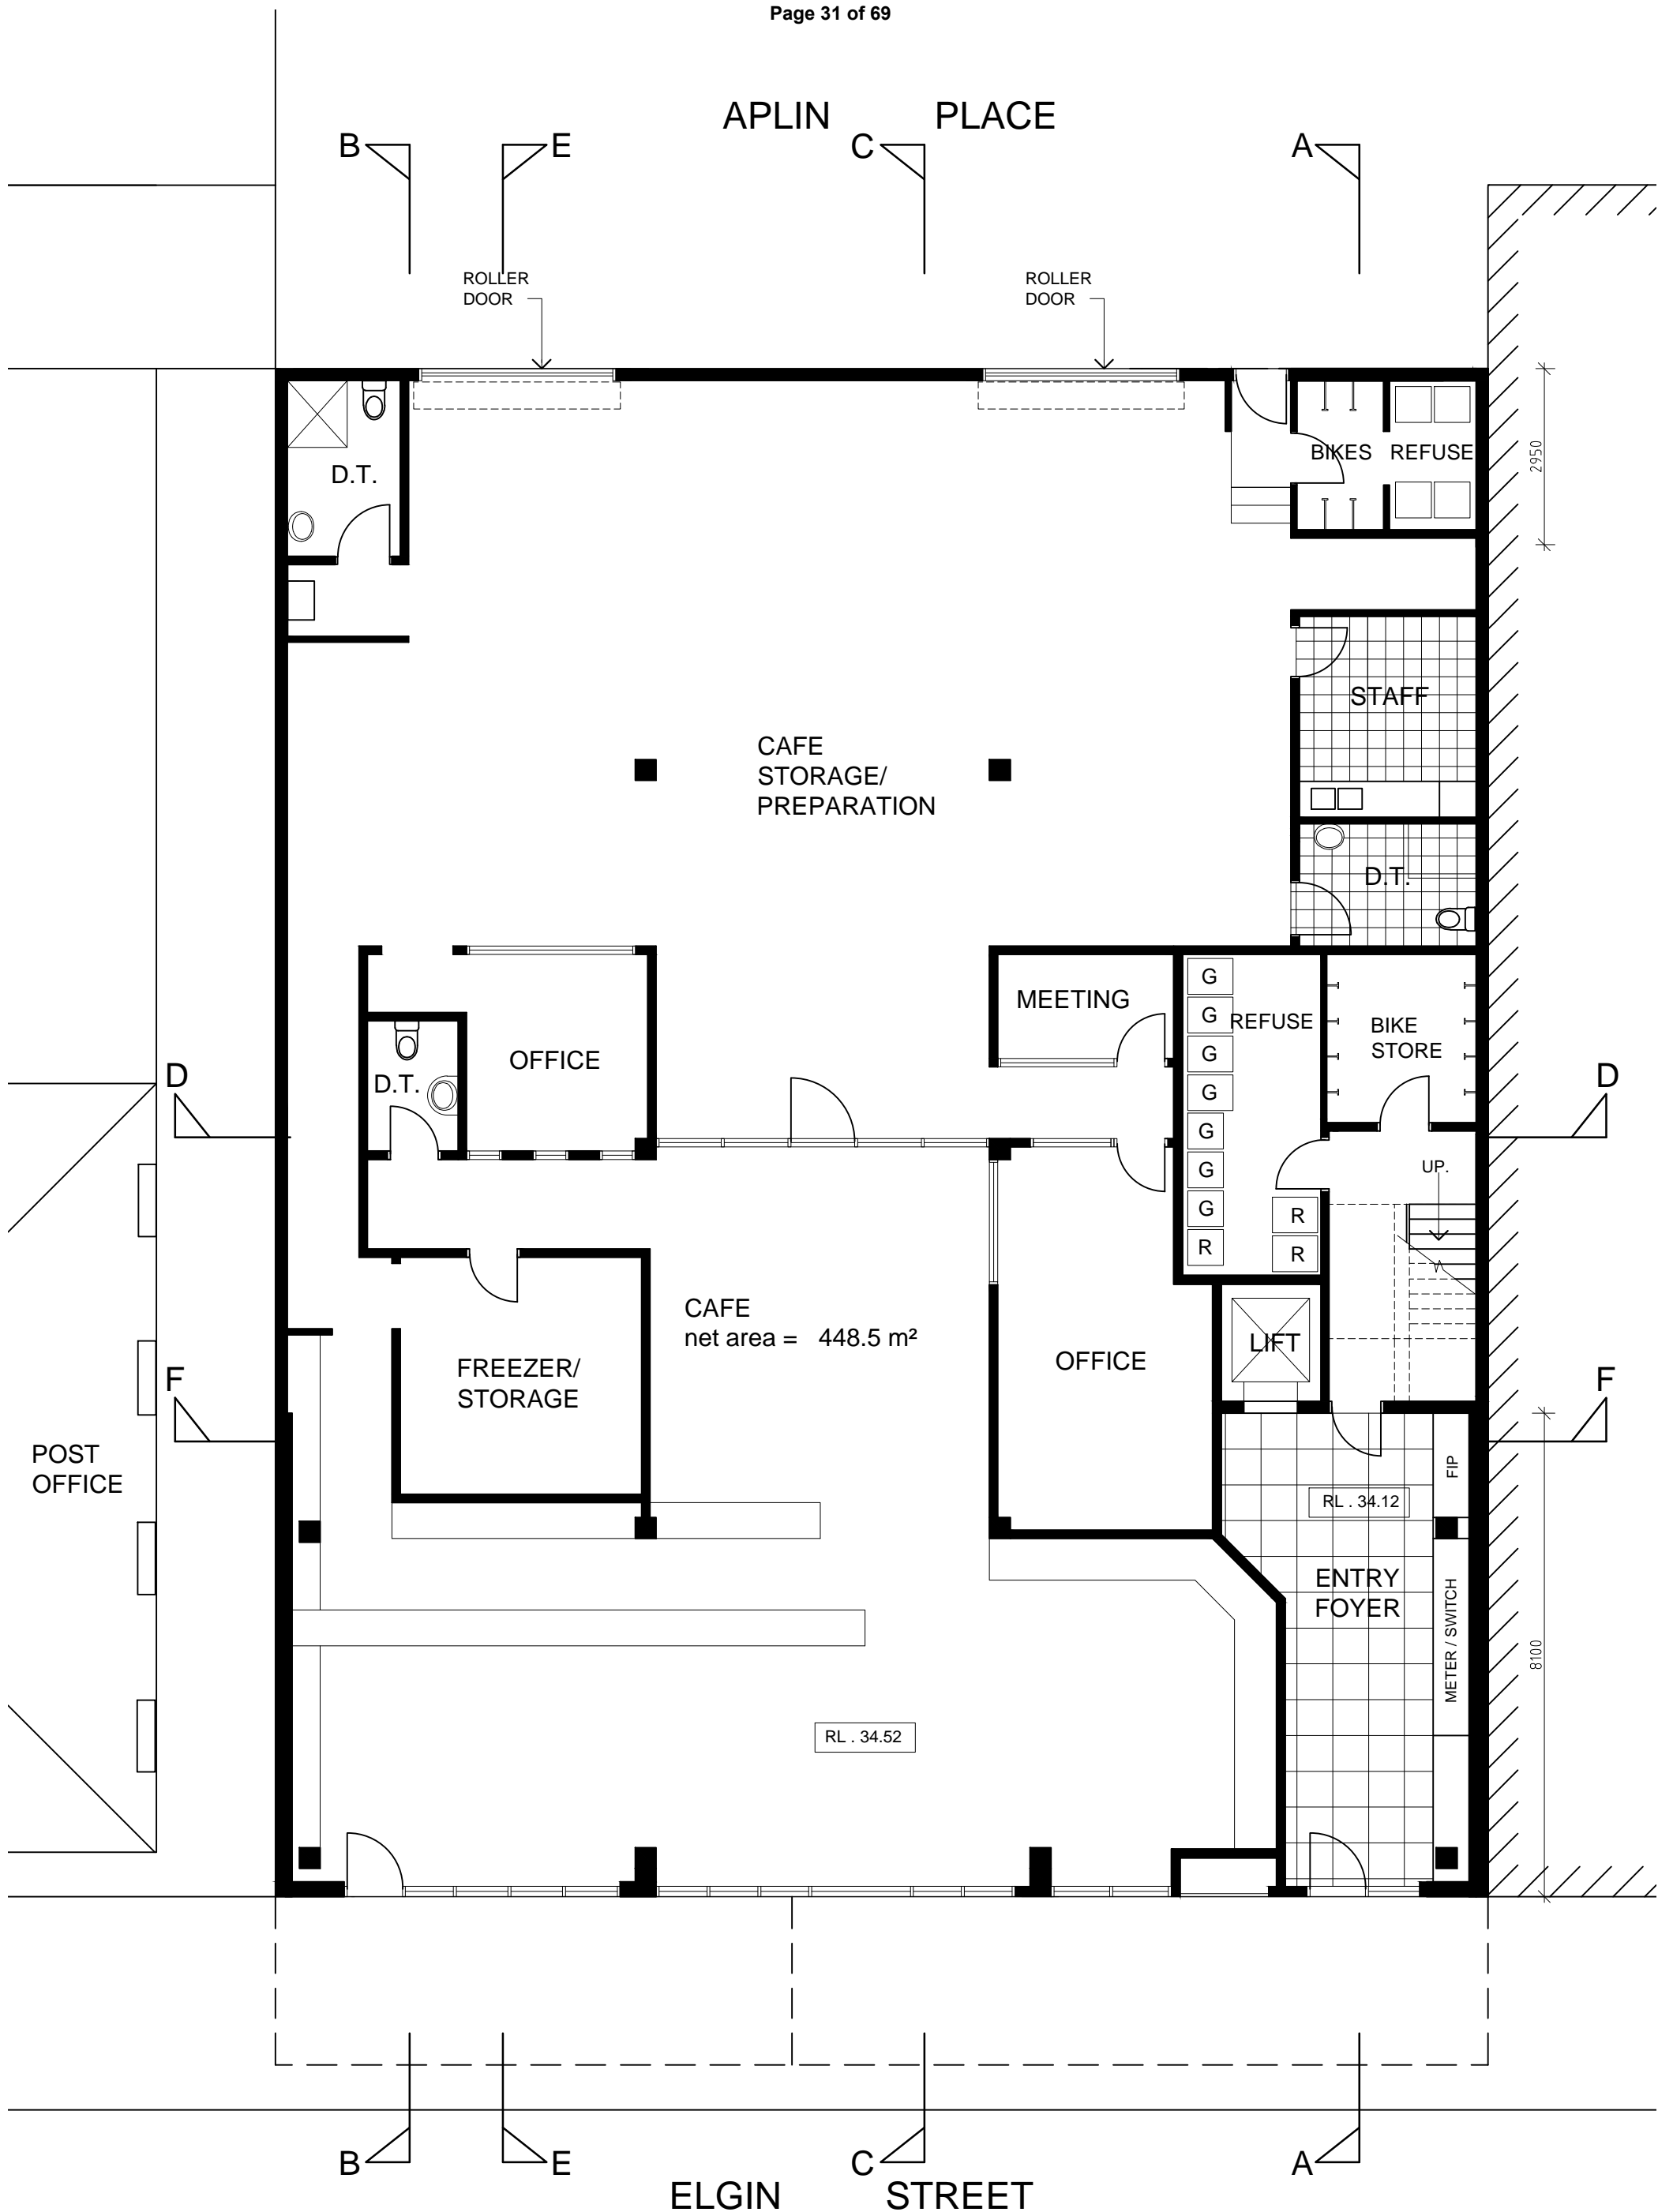 Page 31 of 69
APLIN PLACE
B E C A
ROLLER
DOOR
ROLLER
DOOR
D.T.
BIKES REFUSE
2950
STAFF
CAFE
STORAGE/
PREPARATION
D.T.
MEETING
G
G
G
G
G
G
G
R
REFUSE
R
R
BIKE
STORE
OFFICE
D.T.
D D
UP.
CAFE
net area = 448.5 m²
LIFT
OFFICE
FREEZER/
STORAGE
F F
POST
OFFICE
FIP
RL . 34.12
ENTRY
FOYER
METER / SWITCH
8100
RL . 34.52
B E C A
ELGIN STREET